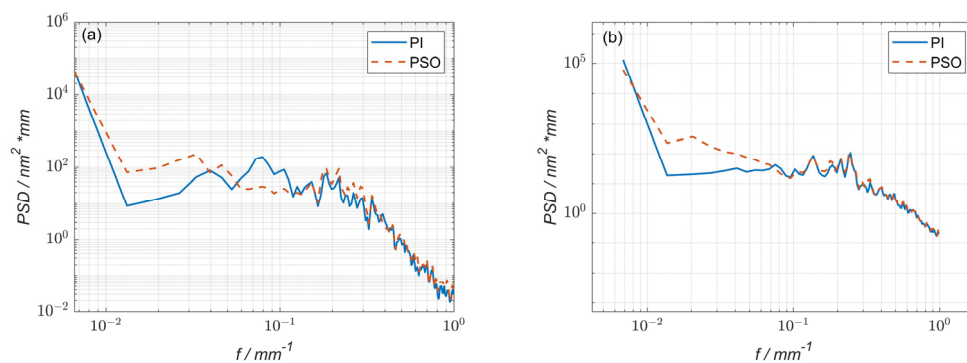 (a)
PI
PSO
10^6
10^4
10^2
10^0
10^-2
PSD / nm^2 *mm
10^-2
10^-1
10^0
f / mm^-1
(b)
PI
PSO
10^5
10^0
PSD / nm^2 *mm
10^-2
10^-1
10^0
f / mm^-1